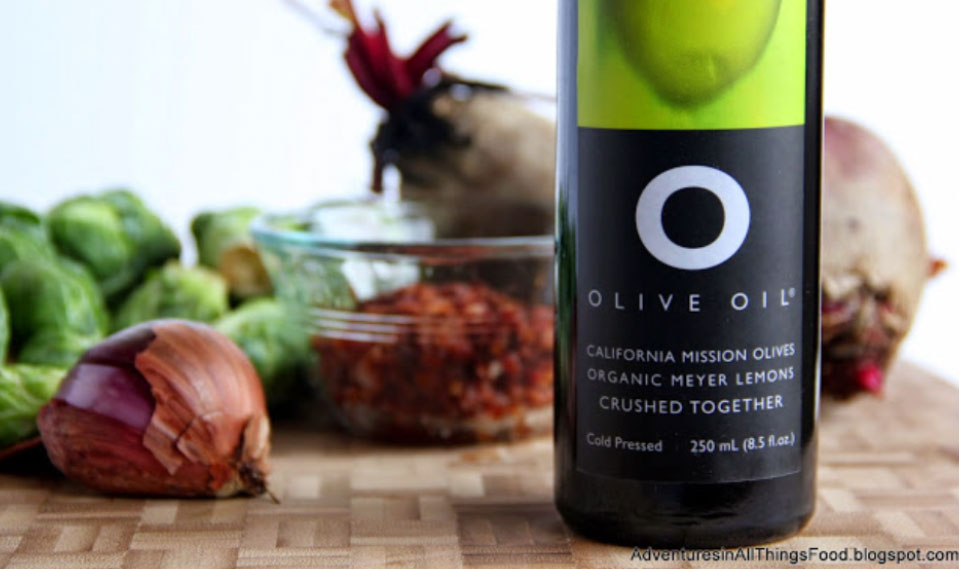 O
OLIVE OIL®
CALIFORNIA MISSION OLIVES
ORGANIC MEYER LEMONS
CRUSHED TOGETHER
Cold Pressed 250 mL (8.5 fl.oz.)
AdventuresinAllThingsFood.blogspot.com